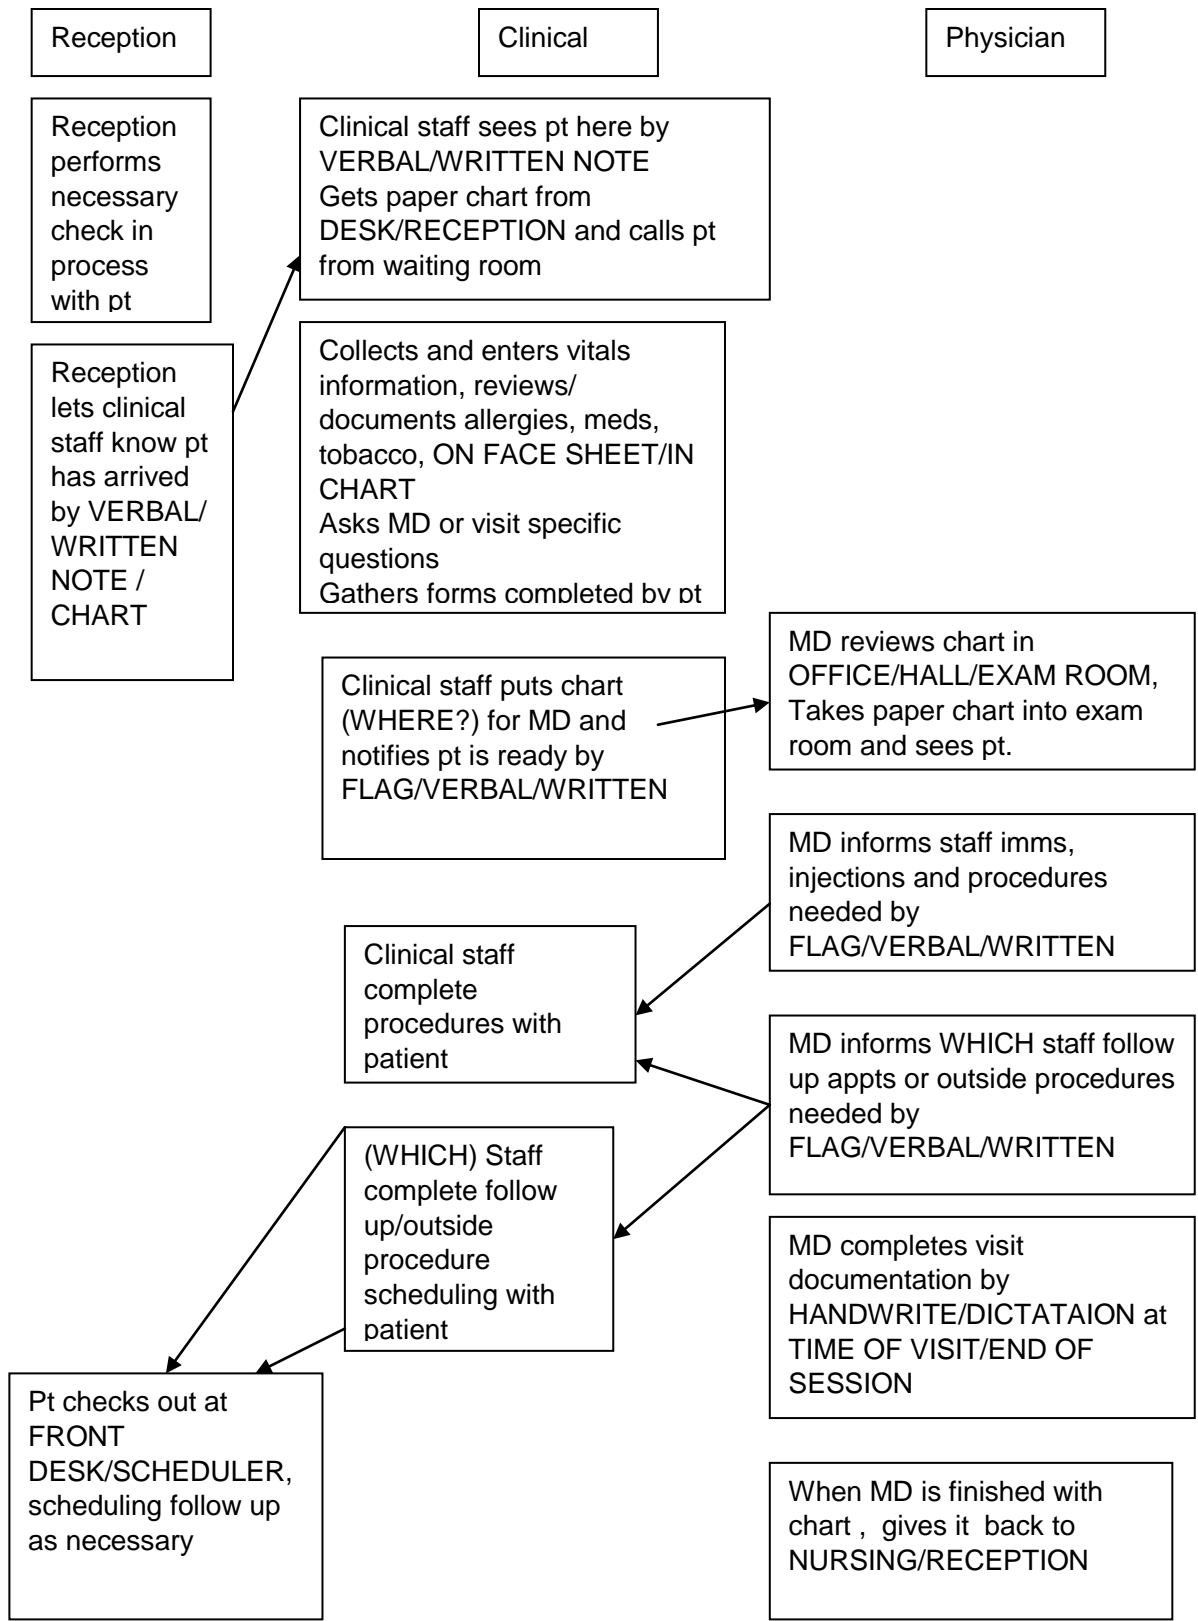 Reception
Clinical
Physician
Reception
performs
necessary
check in
process
with pt
Clinical staff sees pt here by
VERBAL/WRITTEN NOTE
Gets paper chart from
DESK/RECEPTION and calls pt
from waiting room
Reception
lets clinical
staff know pt
has arrived
by VERBAL/
WRITTEN
NOTE /
CHART
Collects and enters vitals
information, reviews/
documents allergies, meds,
tobacco, ON FACE SHEET/IN
CHART
Asks MD or visit specific
questions
Gathers forms completed by pt
Clinical staff puts chart
(WHERE?) for MD and
notifies pt is ready by
FLAG/VERBAL/WRITTEN
MD reviews chart in
OFFICE/HALL/EXAM ROOM,
Takes paper chart into exam
room and sees pt.
MD informs staff imms,
injections and procedures
needed by
FLAG/VERBAL/WRITTEN
Clinical staff
complete
procedures with
patient
MD informs WHICH staff follow
up appts or outside procedures
needed by
FLAG/VERBAL/WRITTEN
(WHICH) Staff
complete follow
up/outside
procedure
scheduling with
patient
MD completes visit
documentation by
HANDWRITE/DICTATAION at
TIME OF VISIT/END OF
SESSION
Pt checks out at
FRONT
DESK/SCHEDULER,
scheduling follow up
as necessary
When MD is finished with
chart ,  gives it  back to
NURSING/RECEPTION